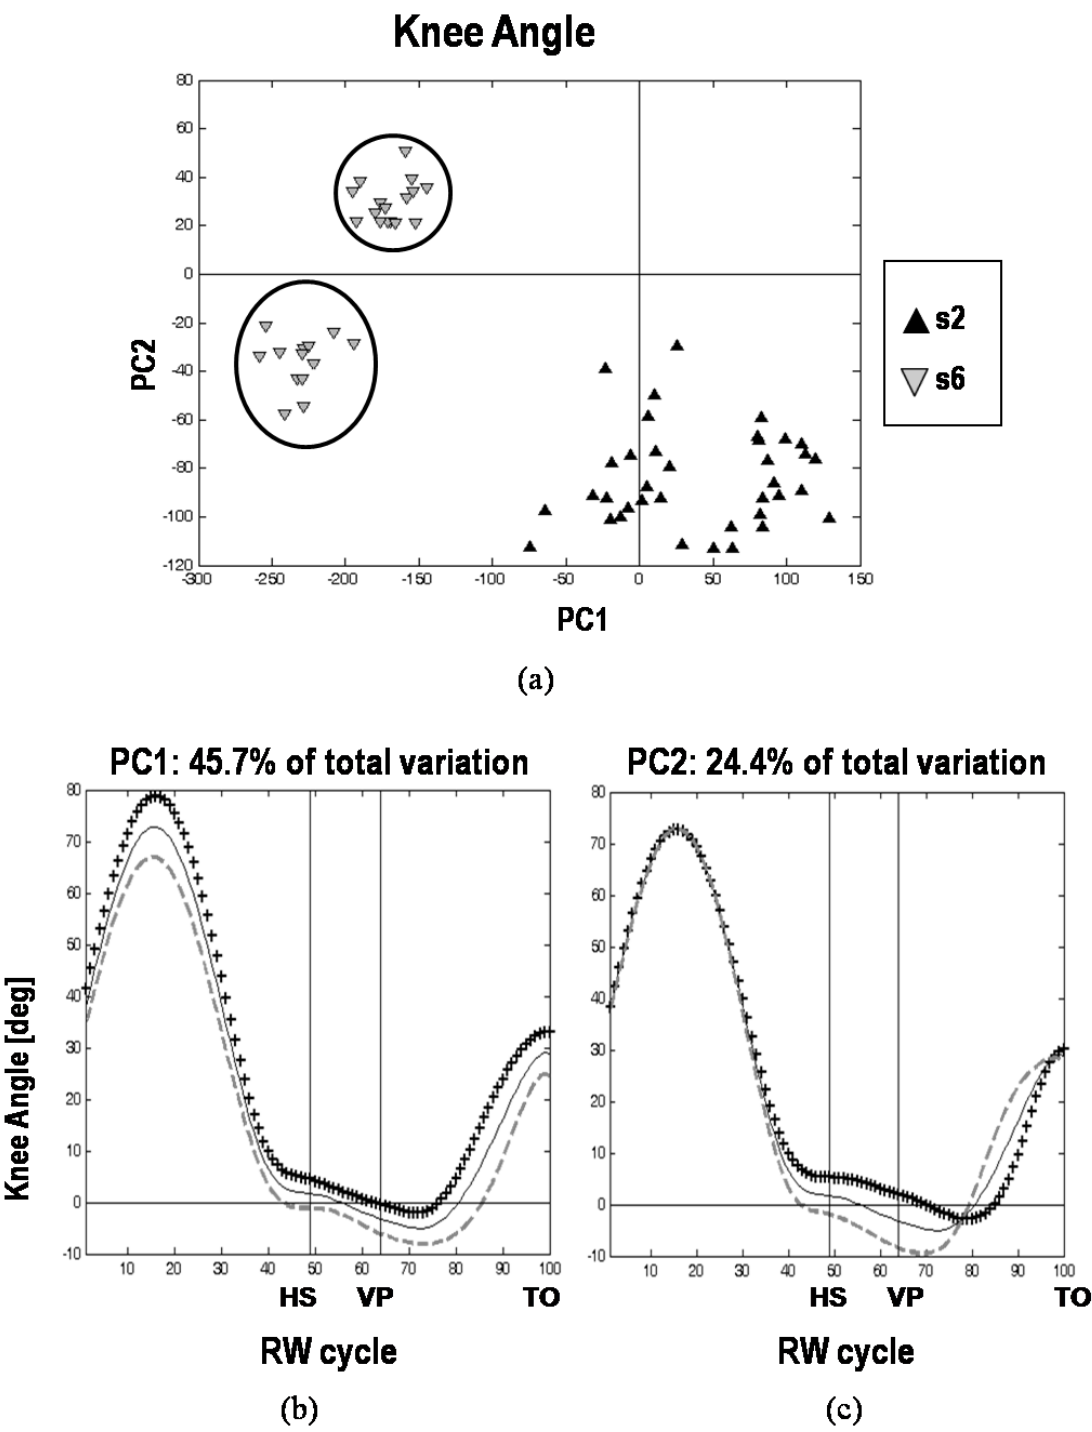 Knee Angle
80
60
40
20
0
-20
-40
-60
-80
-100
-120
-300 -250 -200 -150 -100 -50 0 50 100 150
PC2
PC1
s2
s6
(a)
PC1: 45.7% of total variation
80
70
60
50
40
30
20
10
0
-10
10 20 30 40 50 60 70 80 90 100
HS VP TO
Knee Angle [deg]
RW cycle
(b)
PC2: 24.4% of total variation
80
70
60
50
40
30
20
10
0
-10
10 20 30 40 50 60 70 80 90 100
HS VP TO
RW cycle
(c)